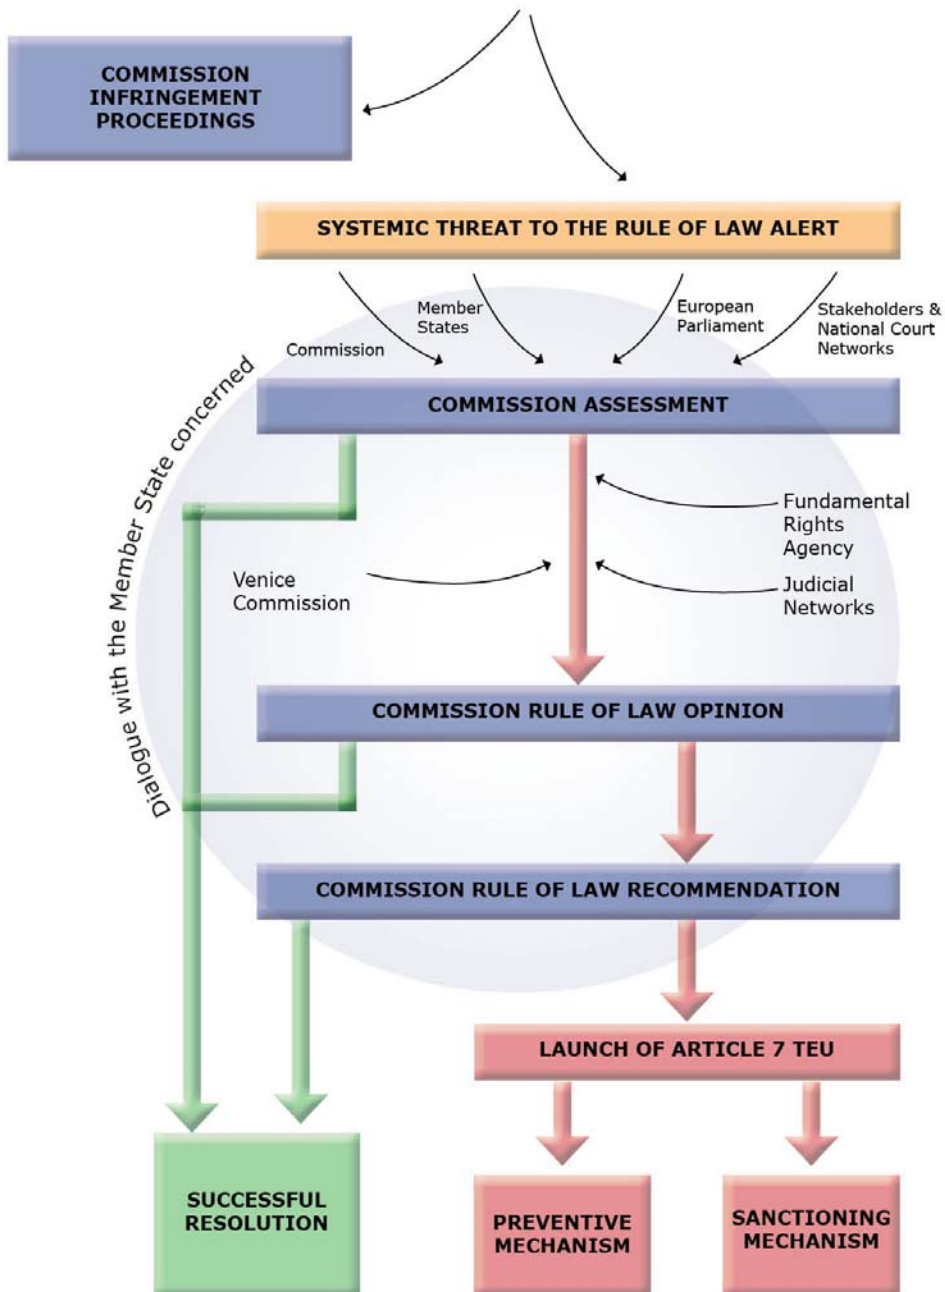 COMMISSION
INFRINGEMENT
PROCEEDINGS
SYSTEMIC THREAT TO THE RULE OF LAW ALERT
Commission
Member
States
European
Parliament
Stakeholders &
National Court
Networks
Dialogue with the Member State concerned
COMMISSION ASSESSMENT
Fundamental
Rights
Agency
Venice
Commission
Judicial
Networks
COMMISSION RULE OF LAW OPINION
COMMISSION RULE OF LAW RECOMMENDATION
LAUNCH OF ARTICLE 7 TEU
SUCCESSFUL
RESOLUTION
PREVENTIVE
MECHANISM
SANCTIONING
MECHANISM